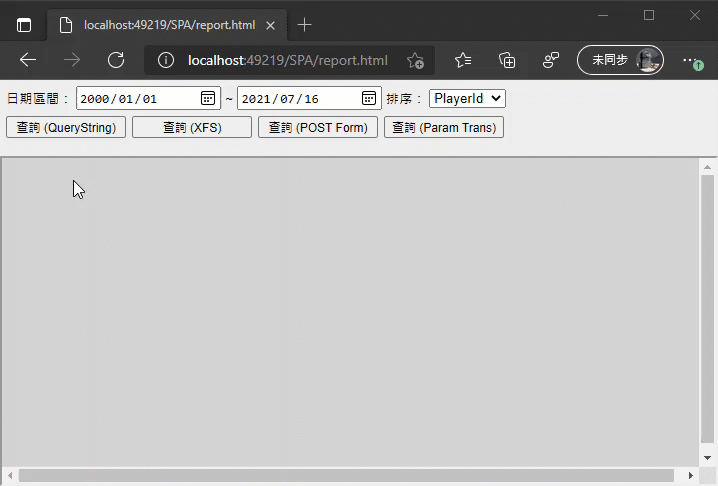 localhost:49219/SPA/report.html
localhost:49219/SPA/report.html 未同步
日期區間： 2000/01/01 ~ 2021/07/16 排序： PlayerId
查詢 (QueryString) 查詢 (XFS) 查詢 (POST Form) 查詢 (Param Trans)